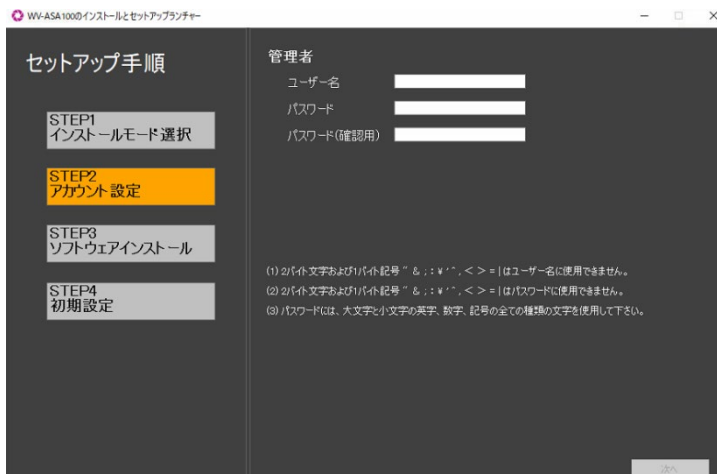 WV-ASA100のインストールとセットアップランチャー
セットアップ手順
STEP1
インストールモード選択
STEP2
アカウント設定
STEP3
ソフトウェアインストール
STEP4
初期設定
管理者
ユーザー名
パスワード
パスワード(確認用)
(1) 2バイト文字および1バイト記号 " & ; : ¥ ' ` , < > = | はユーザー名に使用できません。
(2) 2バイト文字および1バイト記号 " & ; : ¥ ' ` , < > = | はパスワードに使用できません。
(3) パスワードには、大文字と小文字の英字、数字、記号の全ての種類の文字を使用して下さい。
次へ